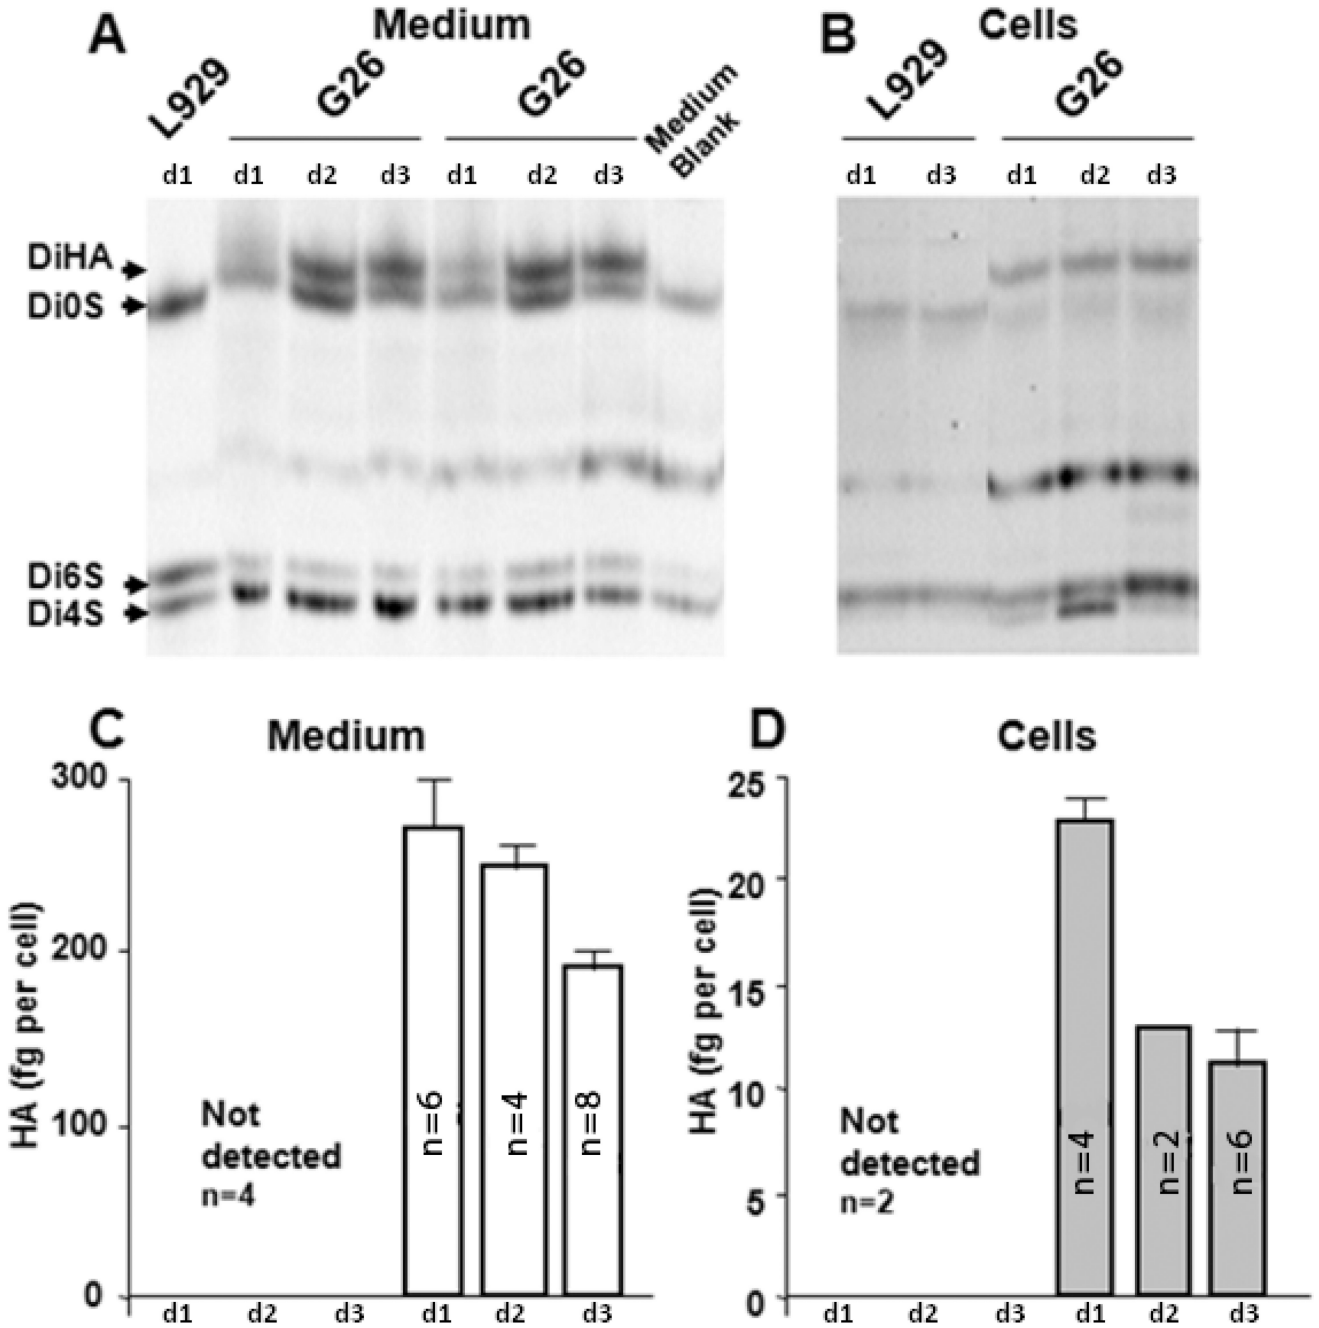 A
Medium
L929
G26
G26
Medium
Blank
d1
d1
d2
d3
d1
d2
d3
DiHA
Di0S
Di6S
Di4S
B
Cells
L929
G26
d1
d3
d1
d2
d3
C
Medium
HA (fg per cell)
300
200
100
0
Not
detected
n=4
n=6
n=4
n=8
d1
d2
d3
d1
d2
d3
D
Cells
HA (fg per cell)
25
20
15
10
5
0
Not
detected
n=2
n=4
n=2
n=6
d1
d2
d3
d1
d2
d3